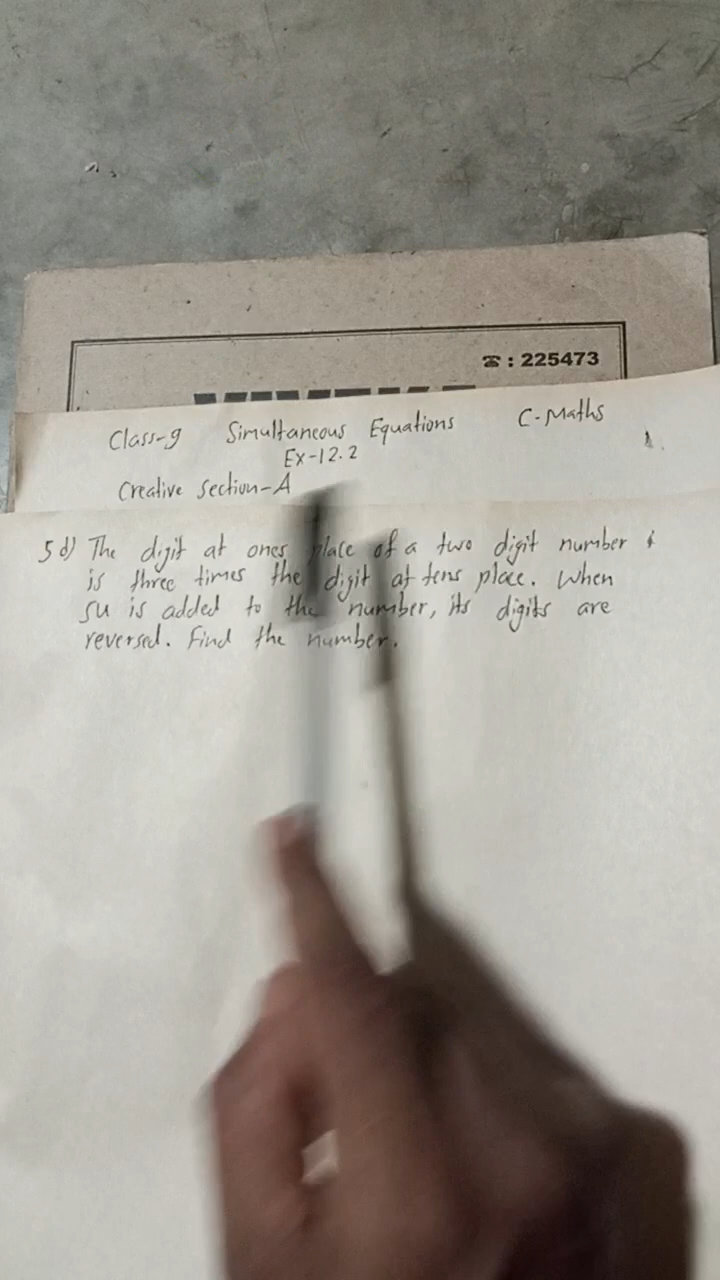 ☎ : 225473
Class-9 Simultaneous Equations C-Maths
Ex-12.2
Creative Section-A
5 d) The digit at ones place of a two digit number
is three times the digit at tens place. When
su is added to the number, its digits are
reversed. Find the number.